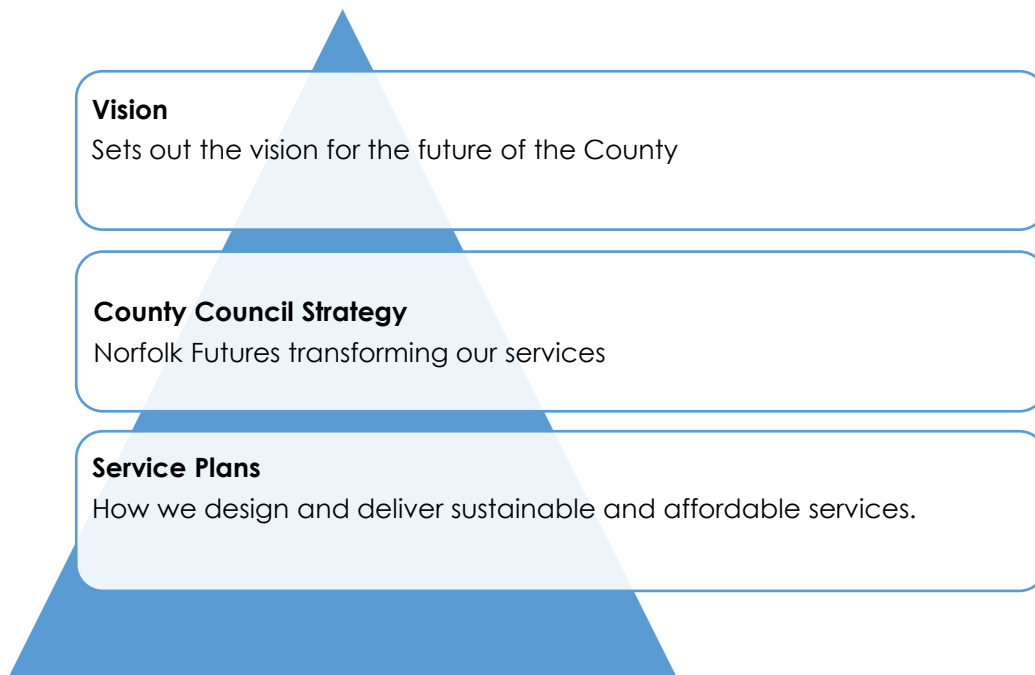 Vision
Sets out the vision for the future of the County
County Council Strategy
Norfolk Futures transforming our services
Service Plans
How we design and deliver sustainable and affordable services.